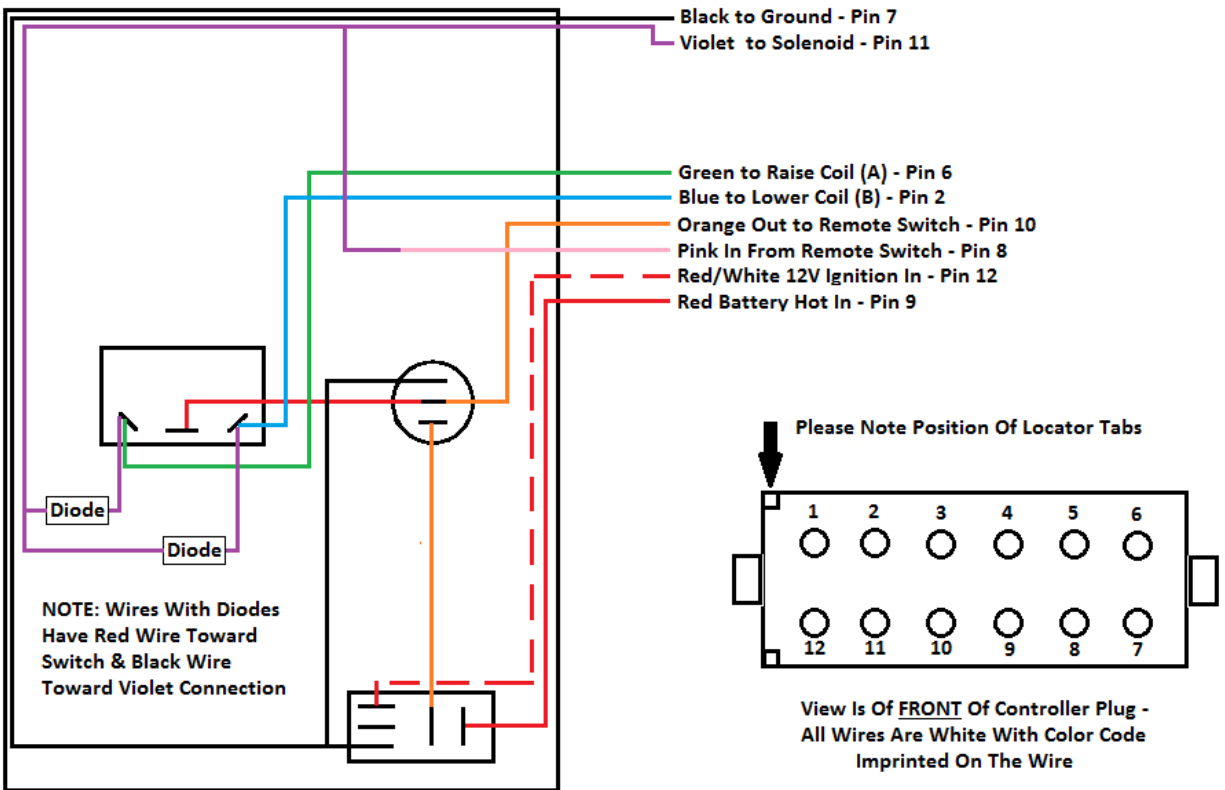 Black to Ground - Pin 7
Violet to Solenoid - Pin 11
Green to Raise Coil (A) - Pin 6
Blue to Lower Coil (B) - Pin 2
Orange Out to Remote Switch - Pin 10
Pink In From Remote Switch - Pin 8
Red/White 12V Ignition In - Pin 12
Red Battery Hot In - Pin 9
Diode
Diode
NOTE: Wires With Diodes
Have Red Wire Toward
Switch & Black Wire
Toward Violet Connection
Please Note Position Of Locator Tabs
1 2 3 4 5 6
12 11 10 9 8 7
View Is Of FRONT Of Controller Plug -
All Wires Are White With Color Code
Imprinted On The Wire